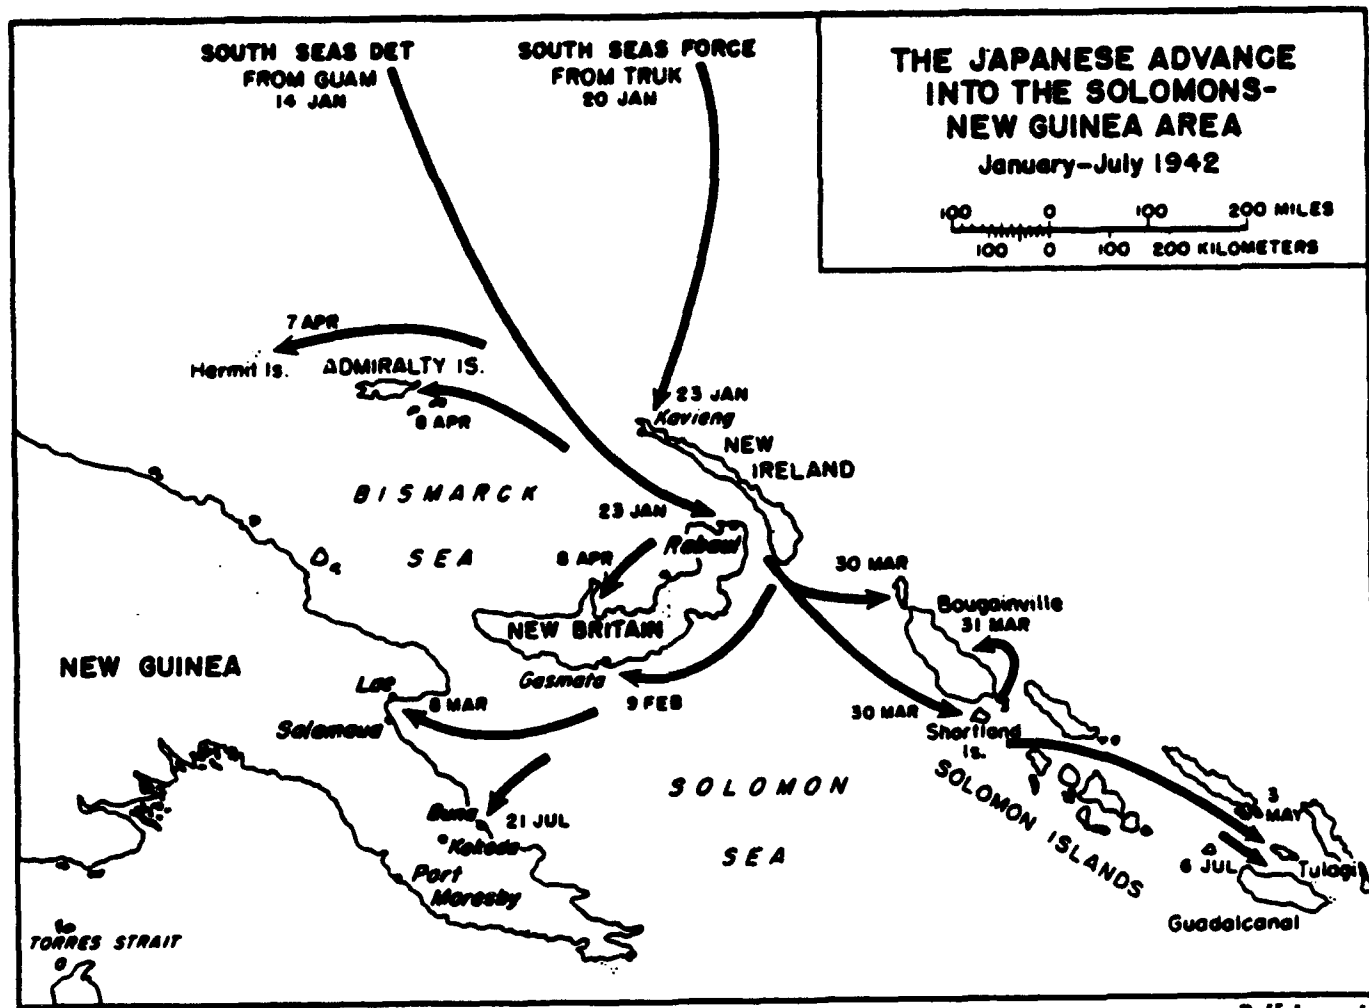 SOUTH SEAS DET
FROM GUAM
14 JAN
SOUTH SEAS FORCE
FROM TRUK
20 JAN
THE JAPANESE ADVANCE
INTO THE SOLOMONS-
NEW GUINEA AREA
January-July 1942
100 0 100 200 MILES
100 0 100 200 KILOMETERS
7 APR
Hermit Is.
ADMIRALTY IS.
8 APR
23 JAN
Kavieng
NEW
IRELAND
BISMARCK
SEA
23 JAN
Rabaul
8 APR
NEW BRITAIN
Gasmata
9 FEB
30 MAR
Bougainville
31 MAR
NEW GUINEA
Lae
8 MAR
Salamaua
30 MAR
Shortland
Is.
SOLOMON ISLANDS
SOLOMON
SEA
Buna
21 JUL
Kokoda
Port
Moresby
3
MAY
6 JUL
Tulagi
Guadalcanal
TORRES STRAIT